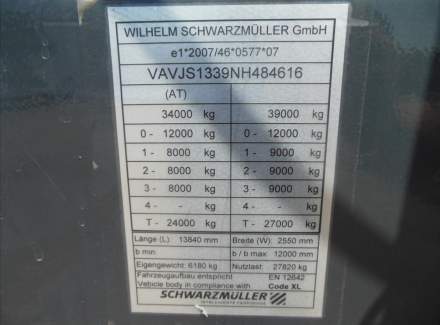 WILHELM SCHWARZMÜLLER GmbH
e1*2007/46*0577*07
VAVJS1339NH484616
(AT)
34000 kg 39000 kg
0 - 12000 kg 0 - 12000 kg
1 - 8000 kg 1 - 9000 kg
2 - 8000 kg 2 - 9000 kg
3 - 8000 kg 3 - 9000 kg
4 - - kg 4 - - kg
T - 24000 kg T - 27000 kg
Länge (L): 13840 mm Breite (W): 2550 mm
b min: b / b max 12000 mm
Eigengewicht: 6180 kg Nutzlast: 27820 kg
Fahrzeugaufbau entspricht EN 12642
Vehicle body in compliance with Code XL
SCHWARZMÜLLER
INTELLIGENTE FAHRZEUGE